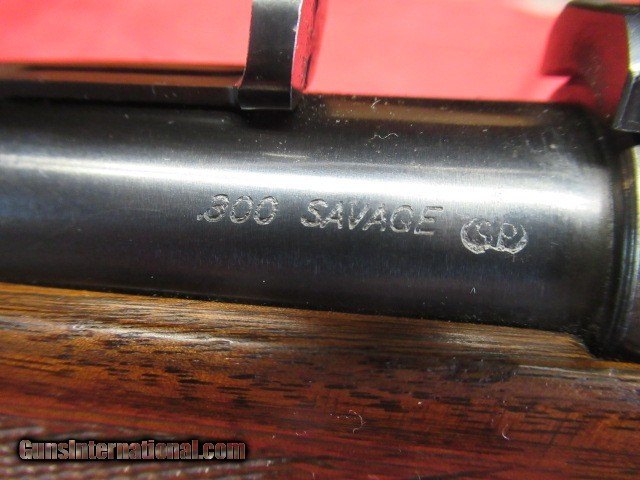 .300 SAVAGE (SP)
GunsInternational.com